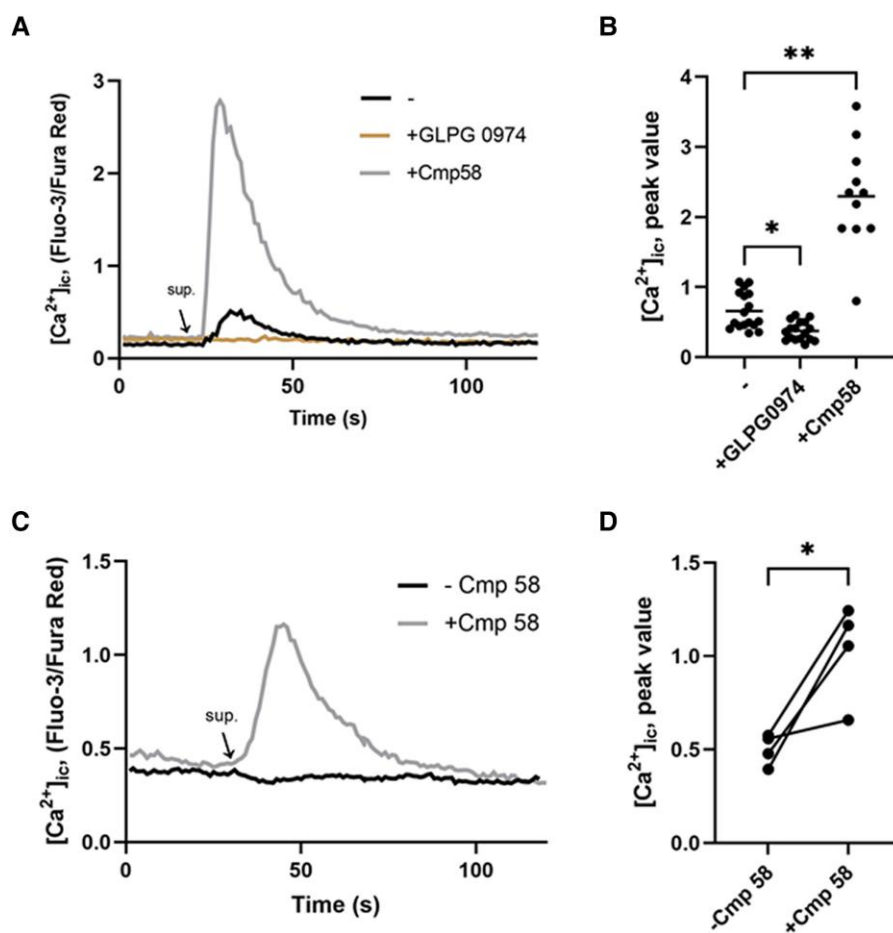 A
[Ca2+]ic, (Fluo-3/Fura Red)
3
2
1
0
sup.
-
+GLPG 0974
+Cmp58
0
50
100
Time (s)
B
[Ca2+]ic, peak value
4
3
2
1
0
**
*
-
+GLPG0974
+Cmp58
C
[Ca2+]ic, (Fluo-3/Fura Red)
1.5
1.0
0.5
0.0
sup.
- Cmp 58
+Cmp 58
0
50
100
Time (s)
D
[Ca2+]ic, peak value
1.5
1.0
0.5
0.0
*
-Cmp 58
+Cmp 58